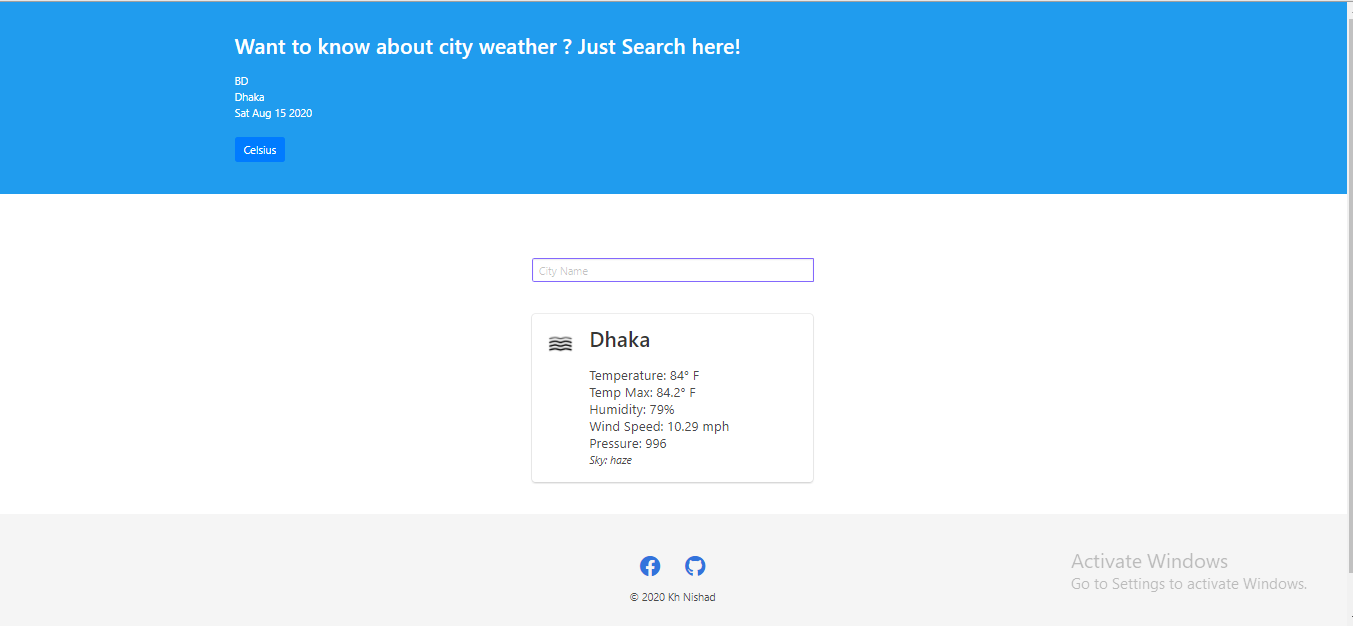 Want to know about city weather ? Just Search here!
BD
Dhaka
Sat Aug 15 2020
Celsius
City Name
Dhaka
Temperature: 84° F
Temp Max: 84.2° F
Humidity: 79%
Wind Speed: 10.29 mph
Pressure: 996
Sky: haze
© 2020 Kh Nishad
Activate Windows
Go to Settings to activate Windows.